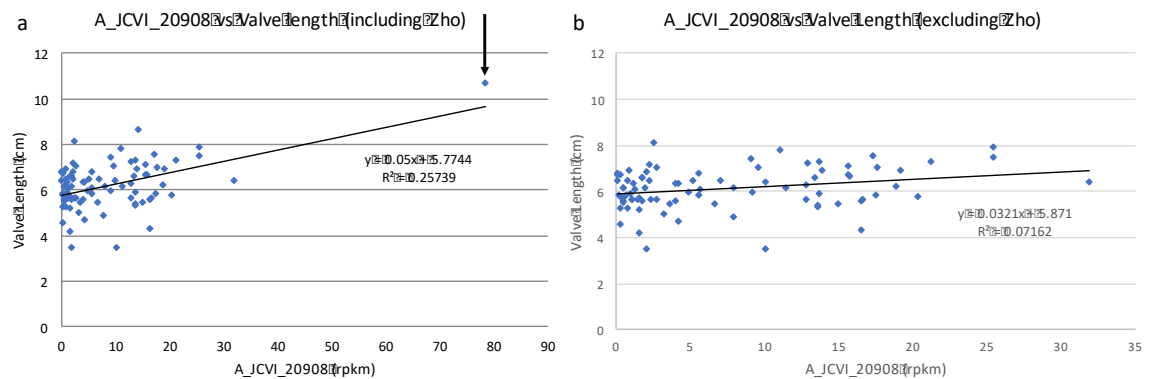 a
A_JCVI_20908 vs Valve length (including Zho)
12
10
8
6
4
2
0
Valve Length (cm)
y = 0.05x + 5.7744
R² = 0.25739
0 10 20 30 40 50 60 70 80 90
A_JCVI_20908 (rpkm)
b
A_JCVI_20908 vs Valve Length (excluding Zho)
12
10
8
6
4
2
0
Valve Length (cm)
y = 0.0321x + 5.871
R² = 0.07162
0 5 10 15 20 25 30 35
A_JCVI_20908 (rpkm)